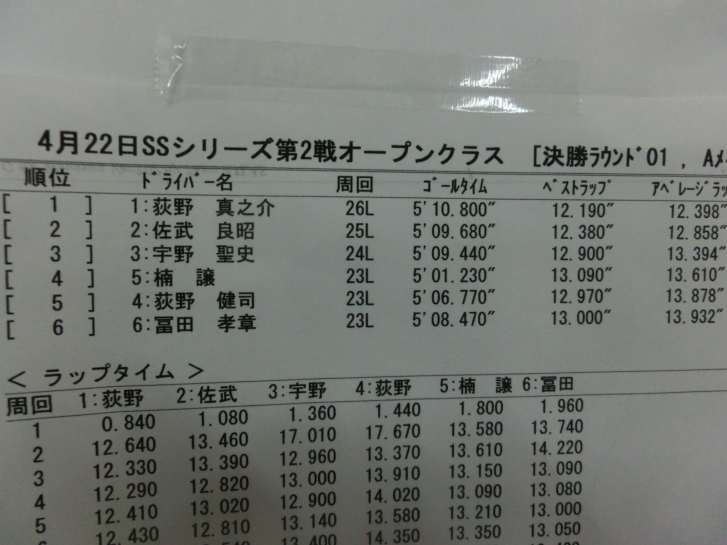 4月22日SSシリーズ第2戦オープンクラス [決勝ﾗｳﾝﾄﾞ01 , Aﾒ
順位 ﾄﾞﾗｲﾊﾞｰ名 周回 ｺﾞｰﾙﾀｲﾑ ﾍﾞｽﾄﾗｯﾌﾟ ｱﾍﾞﾚｰｼﾞﾗｯ
[ 1 ] 1:荻野 真之介 26L 5'10.800" 12.190" 12.398"
[ 2 ] 2:佐武 良昭 25L 5'09.680" 12.380" 12.858"
[ 3 ] 3:宇野 聖史 24L 5'09.440" 12.900" 13.394"
[ 4 ] 5:楠 譲 23L 5'01.230" 13.090" 13.610"
[ 5 ] 4:荻野 健司 23L 5'06.770" 12.970" 13.878"
[ 6 ] 6:冨田 孝章 23L 5'08.470" 13.000" 13.932"
< ラップタイム >
周回 1:荻野 2:佐武 3:宇野 4:荻野 5:楠 譲 6:冨田
1 0.840 1.080 1.360 1.440 1.800 1.960
2 12.640 13.460 17.010 17.670 13.580 13.740
3 12.330 13.390 12.960 13.370 13.610 14.220
4 12.290 12.820 13.000 13.910 13.150 13.090
5 12.410 13.020 12.900 14.020 13.090 13.080
12.430 12.810 13.140 13.580 13.210 13.000
13.400 14.350 13.350 13.050